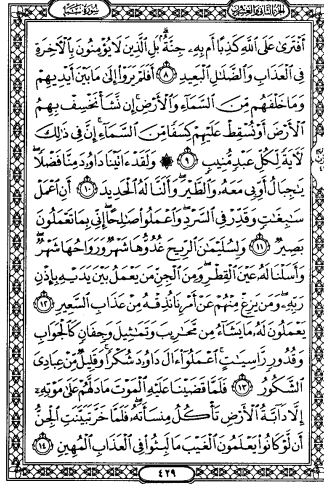 الجزء الثاني والعشرون سورة سبإ
أَفْتَرَىٰ عَلَى ٱللَّهِ كَذِبًا أَم بِهِۦ جِنَّةٌۢ بَلِ ٱلَّذِينَ لَا يُؤْمِنُونَ بِٱلْـَٔاخِرَةِ
فِى ٱلْعَذَابِ وَٱلضَّلَـٰلِ ٱلْبَعِيدِ ٨ أَفَلَمْ يَرَوْا۟ إِلَىٰ مَا بَيْنَ أَيْدِيهِمْ
وَمَا خَلْفَهُم مِّنَ ٱلسَّمَآءِ وَٱلْأَرْضِ إِن نَّشَأْ نَخْسِفْ بِهِمُ
ٱلْأَرْضَ أَوْ نُسْقِطْ عَلَيْهِمْ كِسَفًا مِّنَ ٱلسَّمَآءِ إِنَّ فِى ذَٰلِكَ
لَـَٔايَةً لِّكُلِّ عَبْدٍ مُّنِيبٍ ٩ ۞ وَلَقَدْ ءَاتَيْنَا دَاوُۥدَ مِنَّا فَضْلًا
يَـٰجِبَالُ أَوِّبِى مَعَهُۥ وَٱلطَّيْرَ وَأَلَنَّا لَهُ ٱلْحَدِيدَ ١٠ أَنِ ٱعْمَلْ
سَـٰبِغَـٰتٍ وَقَدِّرْ فِى ٱلسَّرْدِ وَٱعْمَلُوا۟ صَـٰلِحًا إِنِّى بِمَا تَعْمَلُونَ
بَصِيرٌ ١١ وَلِسُلَيْمَـٰنَ ٱلرِّيحَ غُدُوُّهَا شَهْرٌ وَرَوَاحُهَا شَهْرٌ
وَأَسَلْنَا لَهُۥ عَيْنَ ٱلْقِطْرِ وَمِنَ ٱلْجِنِّ مَن يَعْمَلُ بَيْنَ يَدَيْهِ بِإِذْنِ
رَبِّهِۦ وَمَن يَزِغْ مِنْهُمْ عَنْ أَمْرِنَا نُذِقْهُ مِنْ عَذَابِ ٱلسَّعِيرِ ١٢
يَعْمَلُونَ لَهُۥ مَا يَشَآءُ مِن مَّحَـٰرِيبَ وَتَمَـٰثِيلَ وَجِفَانٍ كَٱلْجَوَابِ
وَقُدُورٍ رَّاسِيَـٰتٍ ٱعْمَلُوٓا۟ ءَالَ دَاوُۥدَ شُكْرًا وَقَلِيلٌ مِّنْ عِبَادِىَ
ٱلشَّكُورُ ١٣ فَلَمَّا قَضَيْنَا عَلَيْهِ ٱلْمَوْتَ مَا دَلَّهُمْ عَلَىٰ مَوْتِهِۦٓ
إِلَّا دَآبَّةُ ٱلْأَرْضِ تَأْكُلُ مِنسَأَتَهُۥ فَلَمَّا خَرَّ تَبَيَّنَتِ ٱلْجِنُّ
أَن لَّوْ كَانُوا۟ يَعْلَمُونَ ٱلْغَيْبَ مَا لَبِثُوا۟ فِى ٱلْعَذَابِ ٱلْمُهِينِ ١٤
٤٢٩